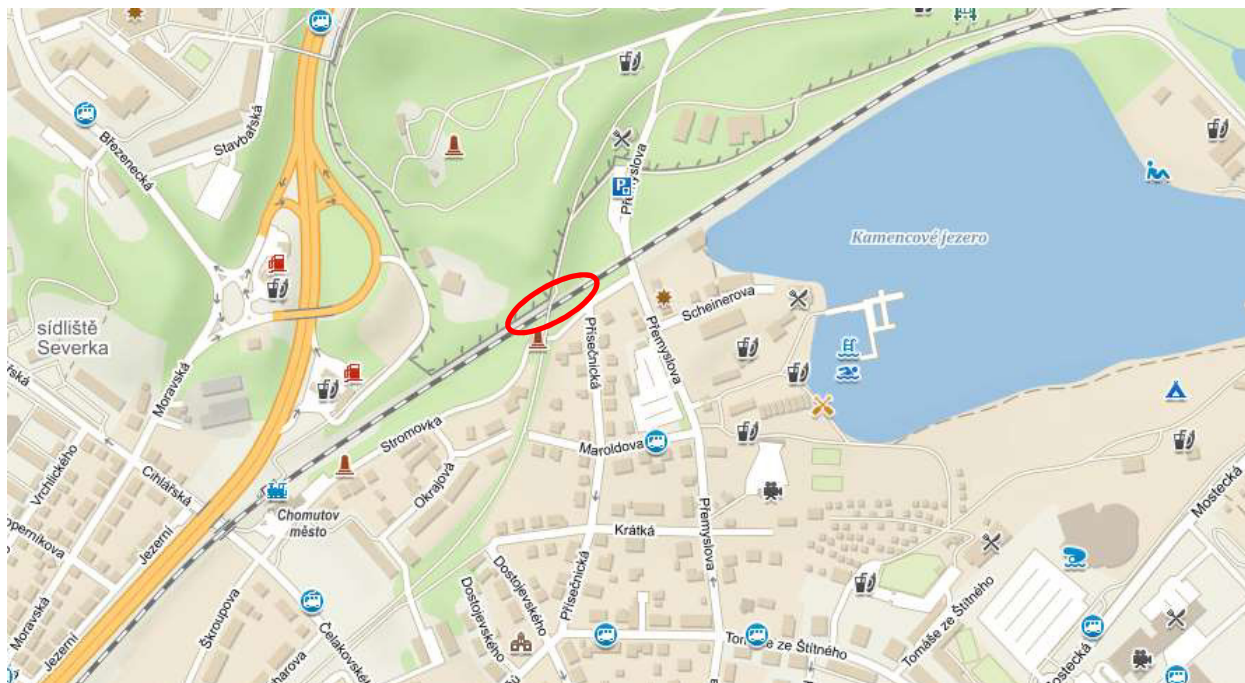 Stavbařská
Březenecká
Přemyslova
Kamencové jezero
Scheinerova
sídliště
Severka
Přísečnická
Přemyslova
Moravská
Stromovka
Maroldova
Vrchlického
Cihlářská
Okrajová
Mostecká
Chomutov
město
Jezerní
Krátká
Přemyslova
Přísečnická
Dostojevského
Dostojevského
Moravská
Škroupova
Čelakovského
Tomáše ze Štítného
Tomáše ze Štítného
Jezerní
Mostecká